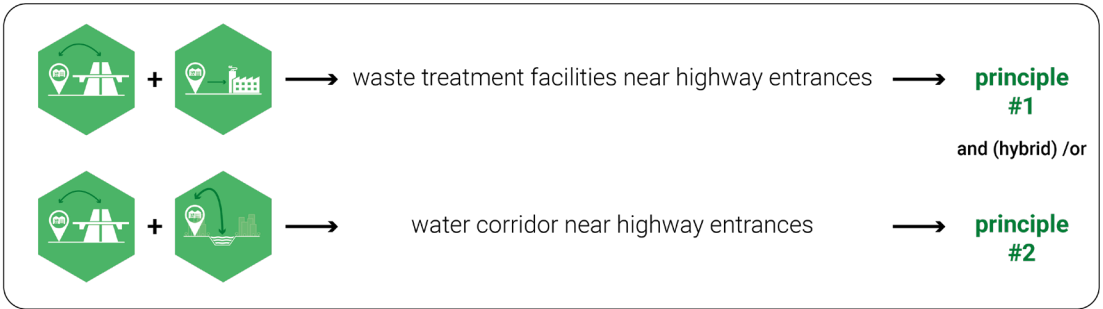 + waste treatment facilities near highway entrances principle
#1
and (hybrid) /or
+ water corridor near highway entrances principle
#2